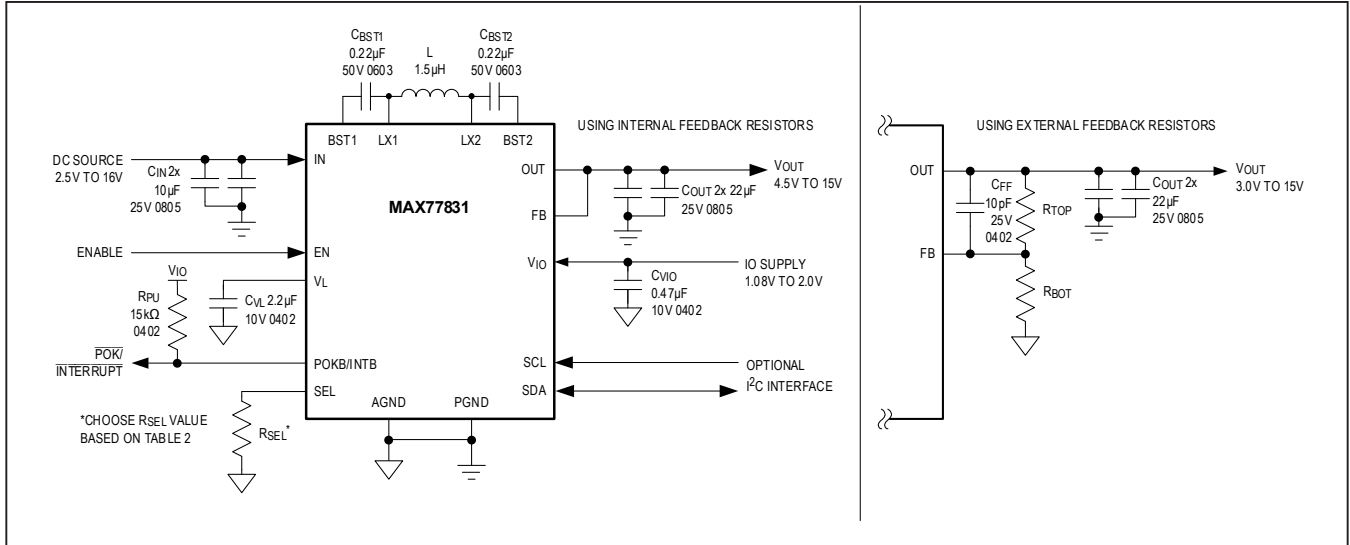 CBST1
0.22µF
50V 0603
L
1.5µH
CBST2
0.22µF
50V 0603
BST1
LX1
LX2
BST2
USING INTERNAL FEEDBACK RESISTORS
DC SOURCE
2.5V TO 16V
CIN 2x
10µF
25V 0805
IN
MAX77831
OUT
FB
COUT 2x 22µF
25V 0805
VOUT
4.5V TO 15V
ENABLE
EN
VIO
RPU
15kΩ
0402
VL
CVL 2.2µF
10V 0402
VIO
CVIO
0.47µF
10V 0402
IO SUPPLY
1.08V TO 2.0V
POK/
INTERRUPT
POKB/INTB
SEL
*CHOOSE RSEL VALUE
BASED ON TABLE 2
RSEL*
AGND
PGND
SCL
SDA
OPTIONAL
I2C INTERFACE
USING EXTERNAL FEEDBACK RESISTORS
OUT
CFF
10pF
25V
0402
RTOP
COUT 2x
22µF
25V 0805
VOUT
3.0V TO 15V
FB
RBOT